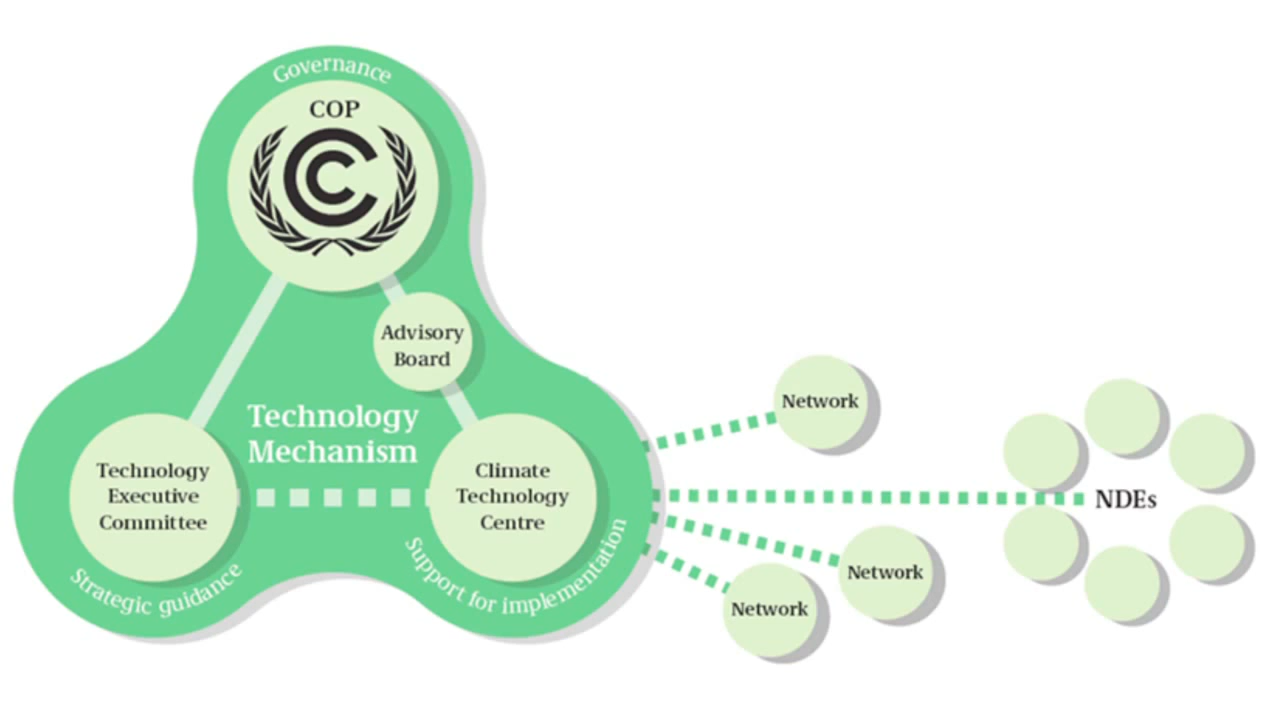 Governance
COP
Advisory
Board
Technology
Mechanism
Technology
Executive
Committee
Climate
Technology
Centre
Strategic guidance
Support for implementation
Network
NDEs
Network
Network